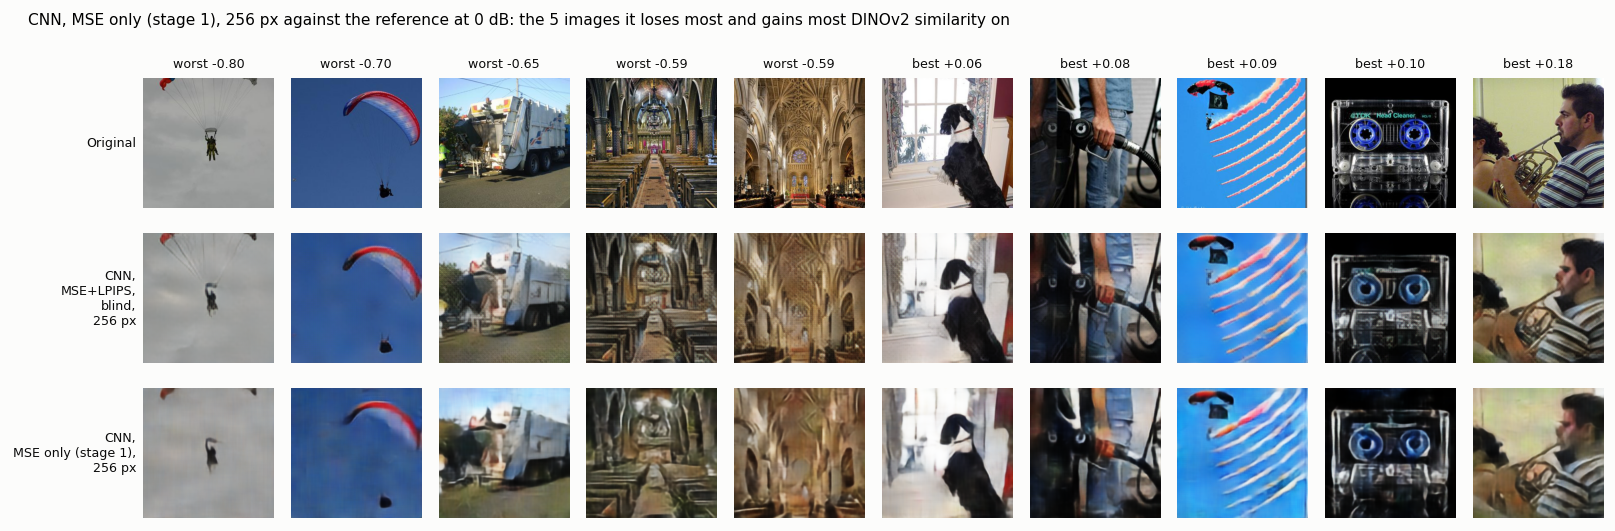 CNN, MSE only (stage 1), 256 px against the reference at 0 dB: the 5 images it loses most and gains most DINOv2 similarity on
worst -0.80
worst -0.70
worst -0.65
worst -0.59
worst -0.59
best +0.06
best +0.08
best +0.09
best +0.10
best +0.18
Original
CNN,
MSE+LPIPS,
blind,
256 px
CNN,
MSE only (stage 1),
256 px